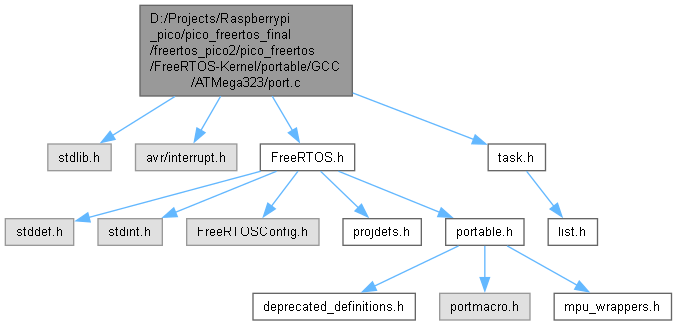 D:/Projects/Raspberrypi
_pico/pico_freertos_final
/freertos_pico2/pico_freertos
/FreeRTOS-Kernel/portable/GCC
/ATMega323/port.c
stdlib.h
avr/interrupt.h
FreeRTOS.h
task.h
stddef.h
stdint.h
FreeRTOSConfig.h
projdefs.h
portable.h
list.h
deprecated_definitions.h
portmacro.h
mpu_wrappers.h